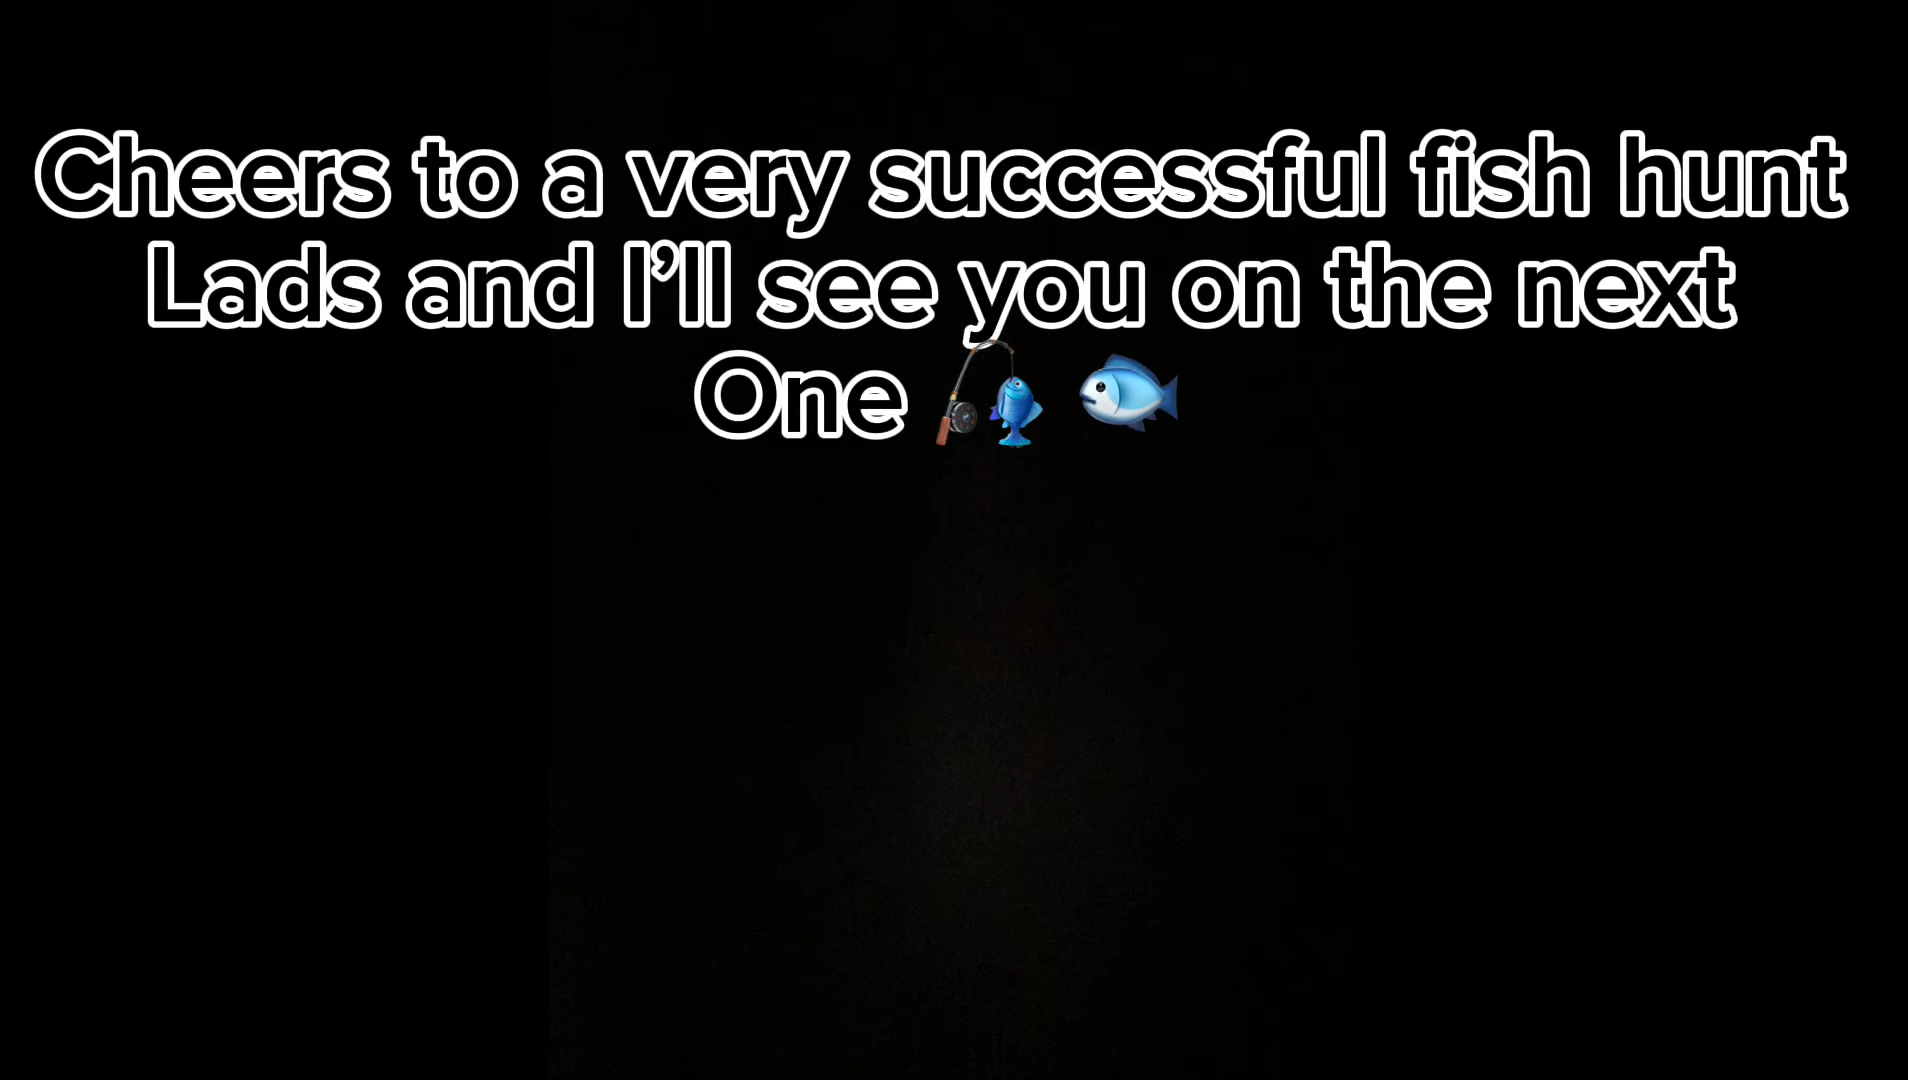 Cheers to a very successful fish hunt
Lads and I’ll see you on the next
One 🎣 🐟